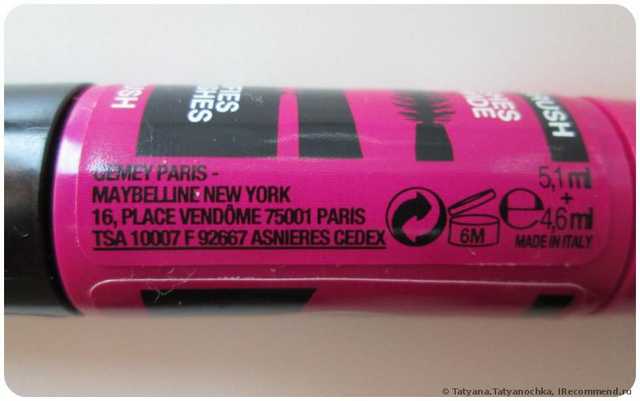 GEMEY PARIS -
MAYBELLINE NEW YORK
16, PLACE VENDÔME 75001 PARIS
TSA 10007 F 92667 ASNIERES CEDEX
6M
e
5,1 ml
+
4,6 ml
MADE IN ITALY
© Tatyana.Tatyanochka, IRecommend.ru